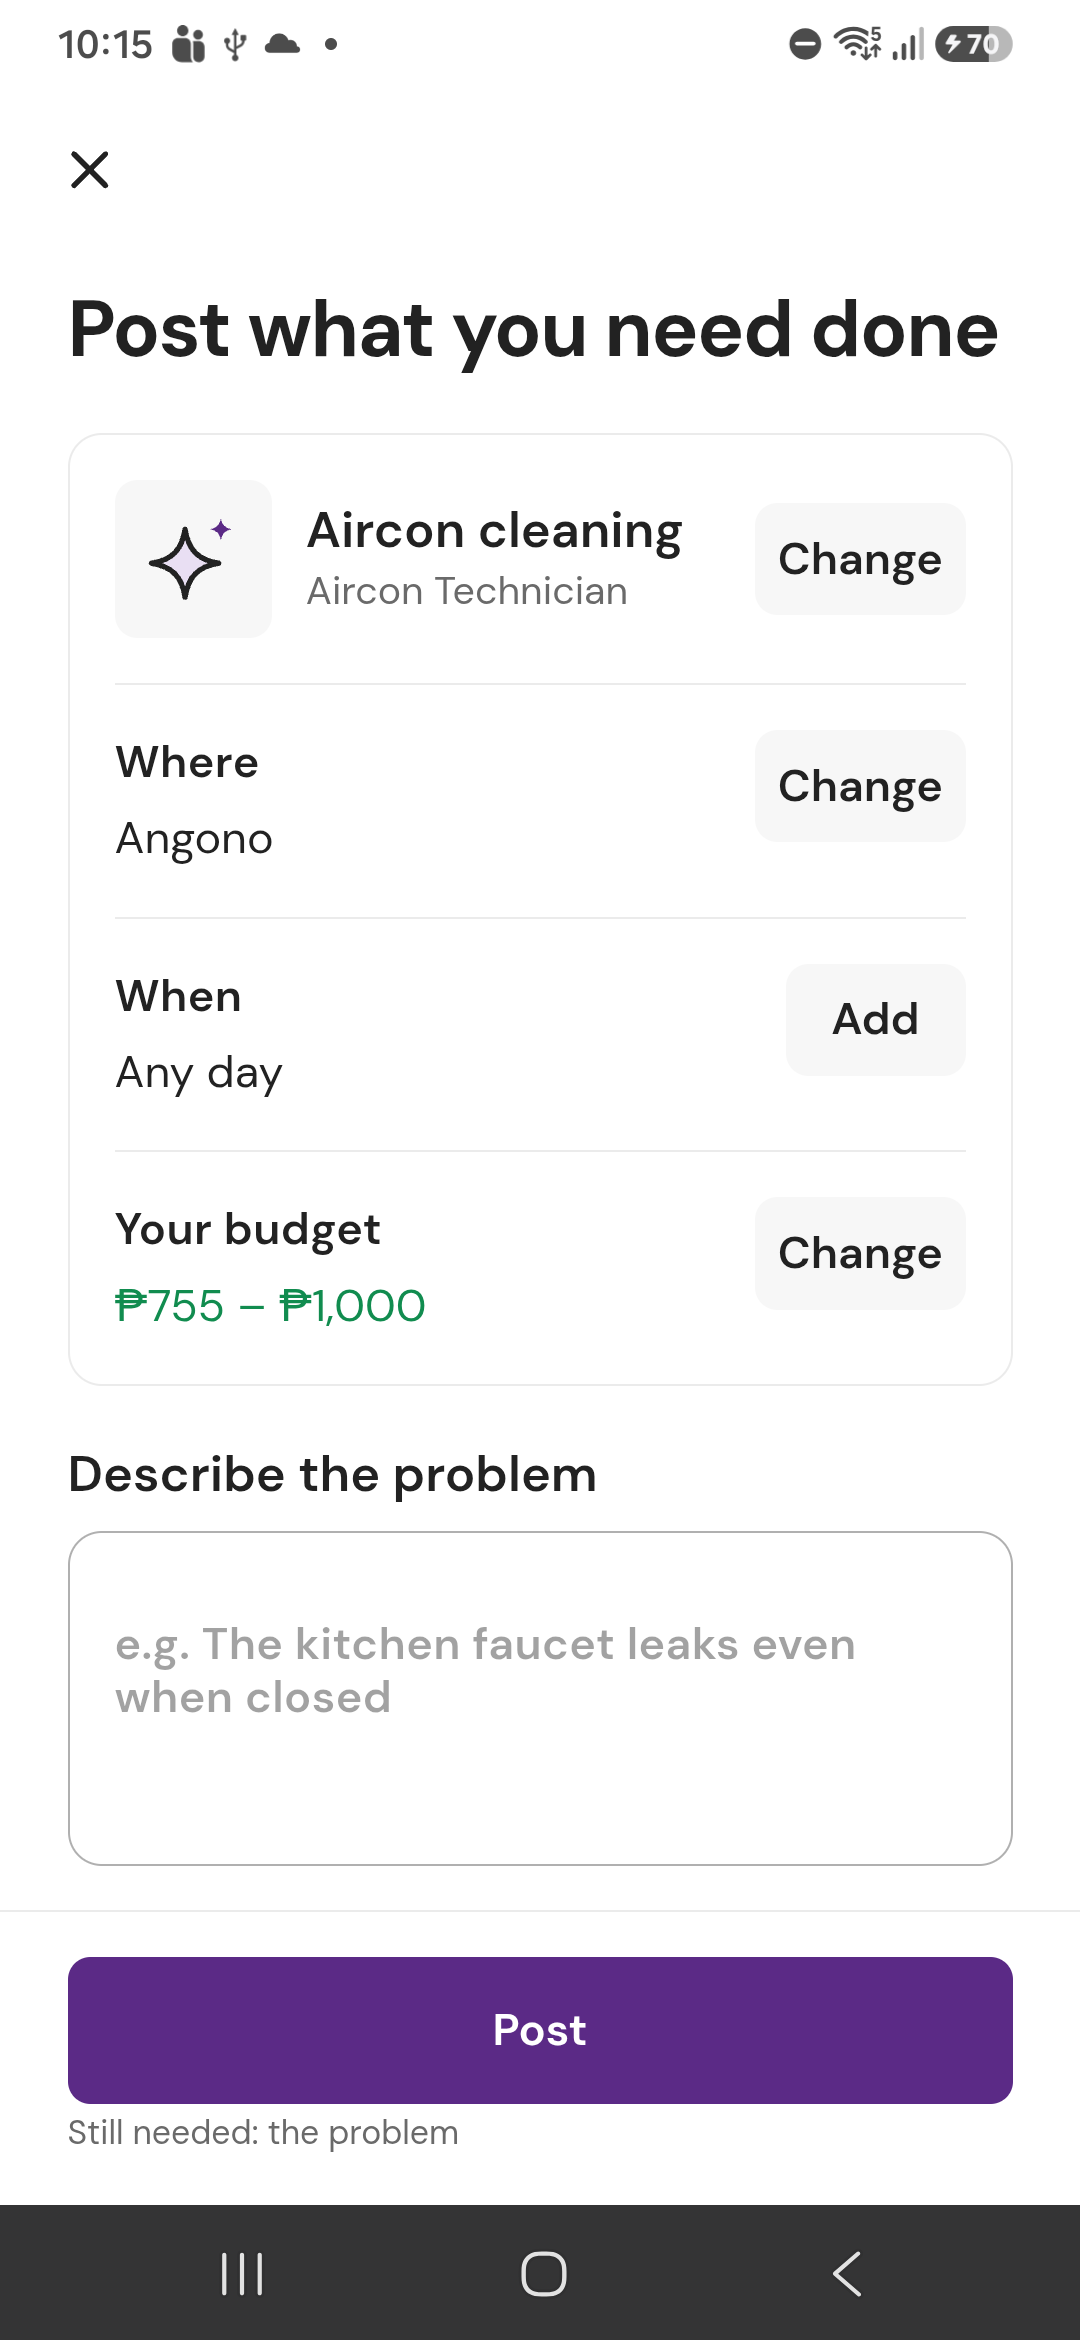 10:15
5
70
Post what you need done
Aircon cleaning
Aircon Technician
Change
Where
Angono
Change
When
Any day
Add
Your budget
₱755 – ₱1,000
Change
Describe the problem
e.g. The kitchen faucet leaks even
when closed
Post
Still needed: the problem